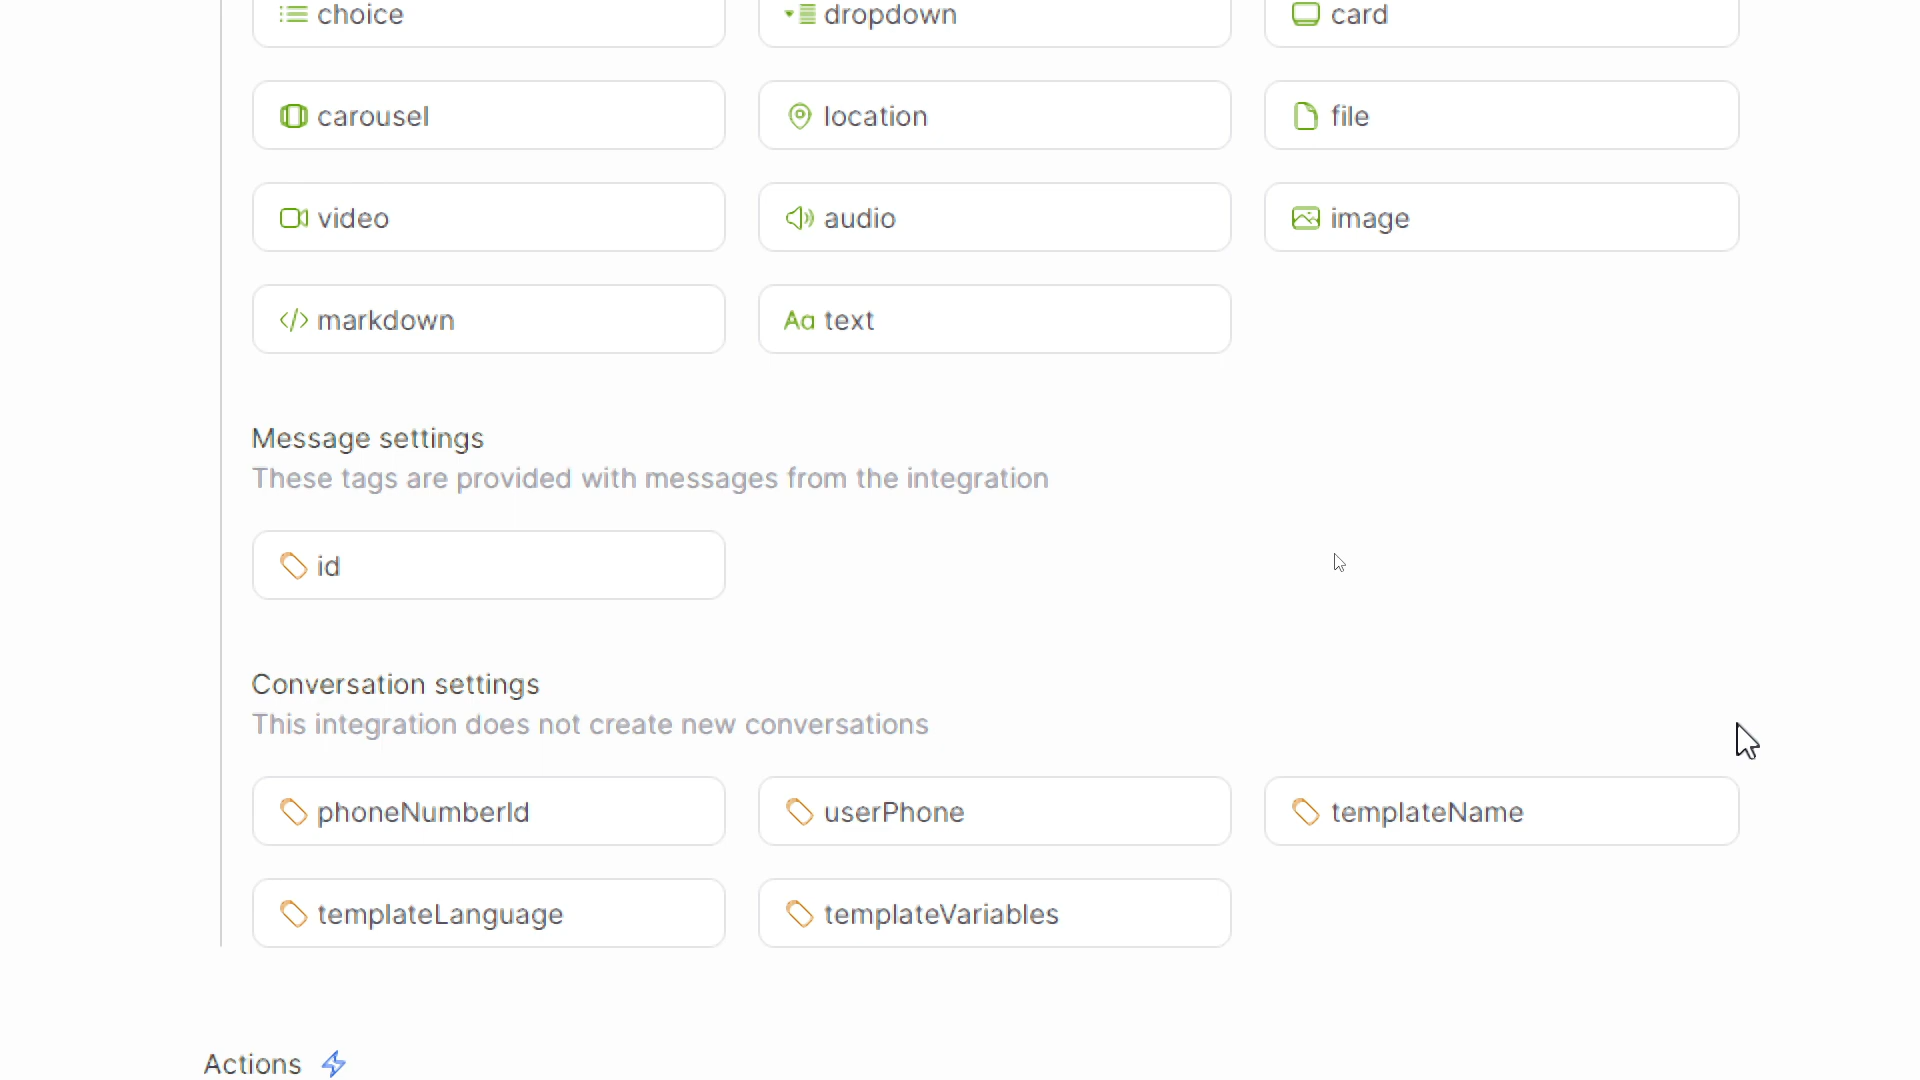 choice
dropdown
card
carousel
location
file
video
audio
image
markdown
Aa text
Message settings
These tags are provided with messages from the integration
id
Conversation settings
This integration does not create new conversations
phoneNumberId
userPhone
templateName
templateLanguage
templateVariables
Actions